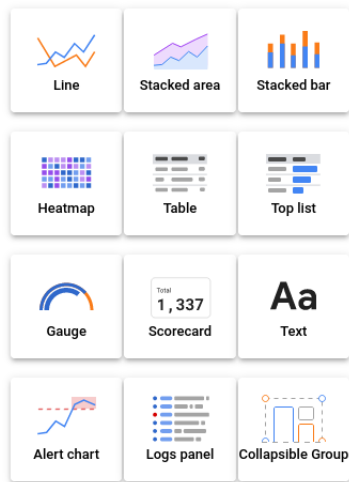 Line
Stacked area
Stacked bar
Heatmap
Table
Top list
Total
1,337
Aa
Gauge
Scorecard
Text
Alert chart
Logs panel
Collapsible Group